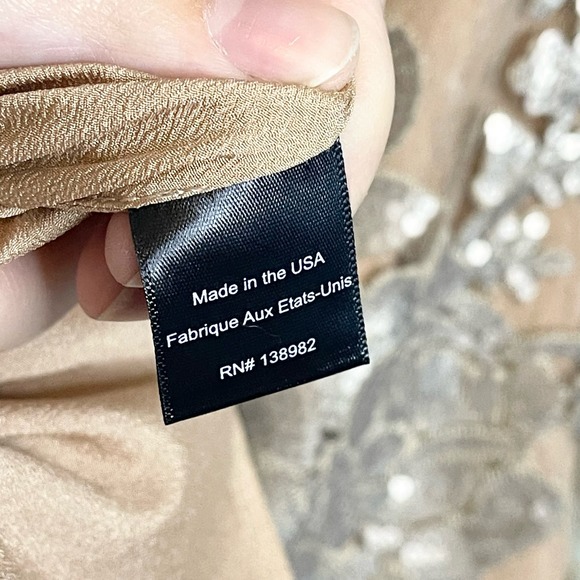 Made in the USA
Fabrique Aux Etats-Unis
RN# 138982